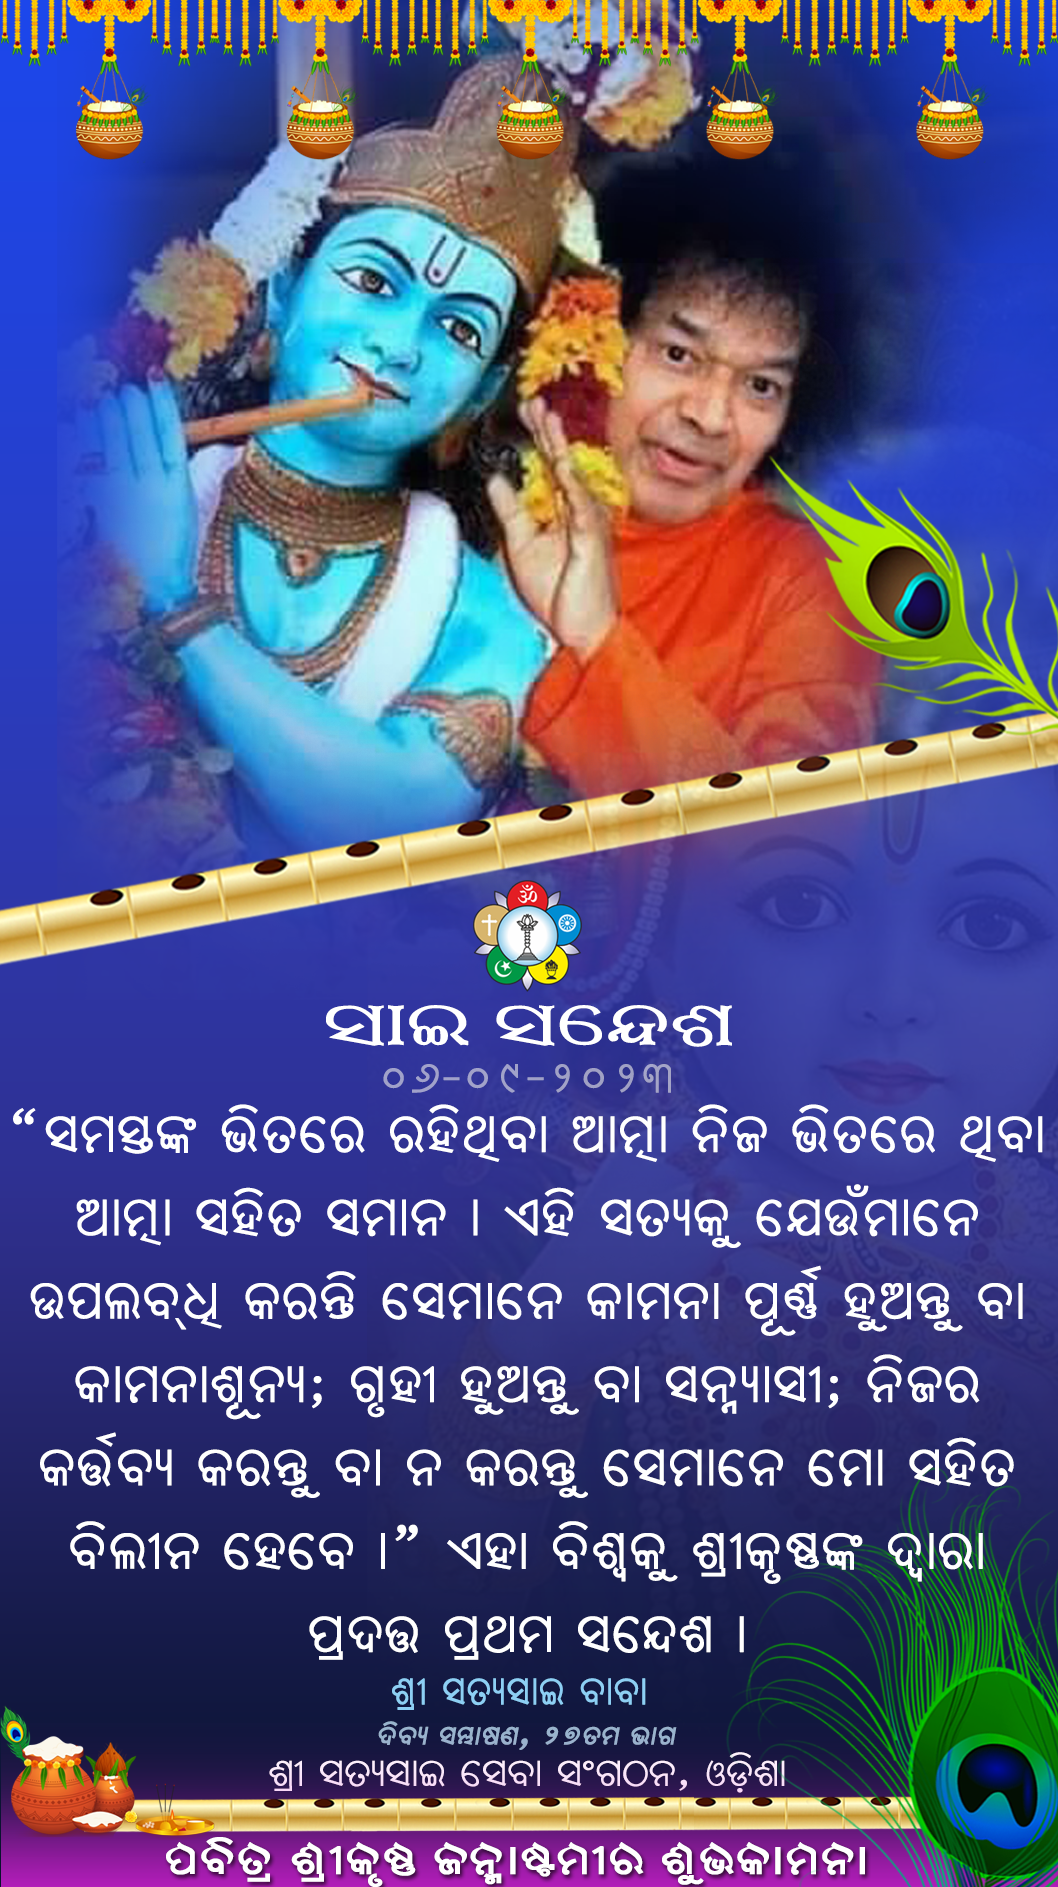 ସାଇ ସନ୍ଦେଶ
୦୬-୦୯-୨୦୨୩
“ସମସ୍ତଙ୍କ ଭିତରେ ରହିଥିବା ଆତ୍ମା ନିଜ ଭିତରେ ଥିବା
ଆତ୍ମା ସହିତ ସମାନ । ଏହି ସତ୍ୟକୁ ଯେଉଁମାନେ
ଉପଲବ୍ଧି କରନ୍ତି ସେମାନେ କାମନା ପୂର୍ଣ୍ଣ ହୁଅନ୍ତୁ ବା
କାମନାଶୂନ୍ୟ; ଗୃହୀ ହୁଅନ୍ତୁ ବା ସନ୍ନ୍ୟାସୀ; ନିଜର
କର୍ତ୍ତବ୍ୟ କରନ୍ତୁ ବା ନ କରନ୍ତୁ ସେମାନେ ମୋ ସହିତ
ବିଲୀନ ହେବେ ।” ଏହା ବିଶ୍ୱକୁ ଶ୍ରୀକୃଷ୍ଣଙ୍କ ଦ୍ୱାରା
ପ୍ରଦତ୍ତ ପ୍ରଥମ ସନ୍ଦେଶ ।
ଶ୍ରୀ ସତ୍ୟସାଇ ବାବା
ଦିବ୍ୟ ସମ୍ଭାଷଣ, ୨୭ତମ ଭାଗ
ଶ୍ରୀ ସତ୍ୟସାଇ ସେବା ସଂଗଠନ, ଓଡ଼ିଶା
ପବିତ୍ର ଶ୍ରୀକୃଷ୍ଣ ଜନ୍ମାଷ୍ଟମୀର ଶୁଭକାମନା